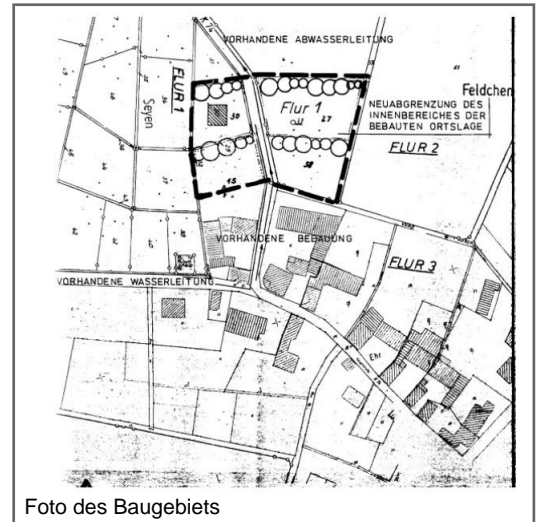 VORHANDENE ABWASSERLEITUNG
FLUR 1
Seyen
Flur 1
Feldchen
NEUABGRENZUNG DES
INNENBEREICHES DER
BEBAUTEN ORTSLAGE
30
27
38
45
FLUR 2
VORHANDENE BEBAUUNG
FLUR 3
VORHANDENE WASSERLEITUNG
Ehr
Foto des Baugebiets